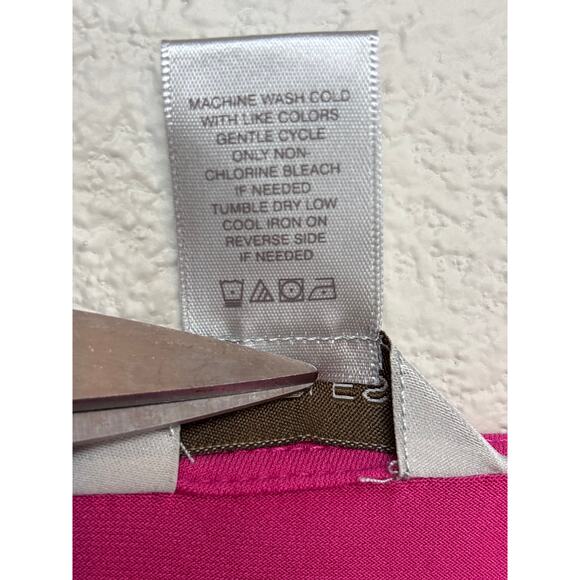 MACHINE WASH COLD
WITH LIKE COLORS
GENTLE CYCLE
ONLY NON-
CHLORINE BLEACH
IF NEEDED
TUMBLE DRY LOW
COOL IRON ON
REVERSE SIDE
IF NEEDED